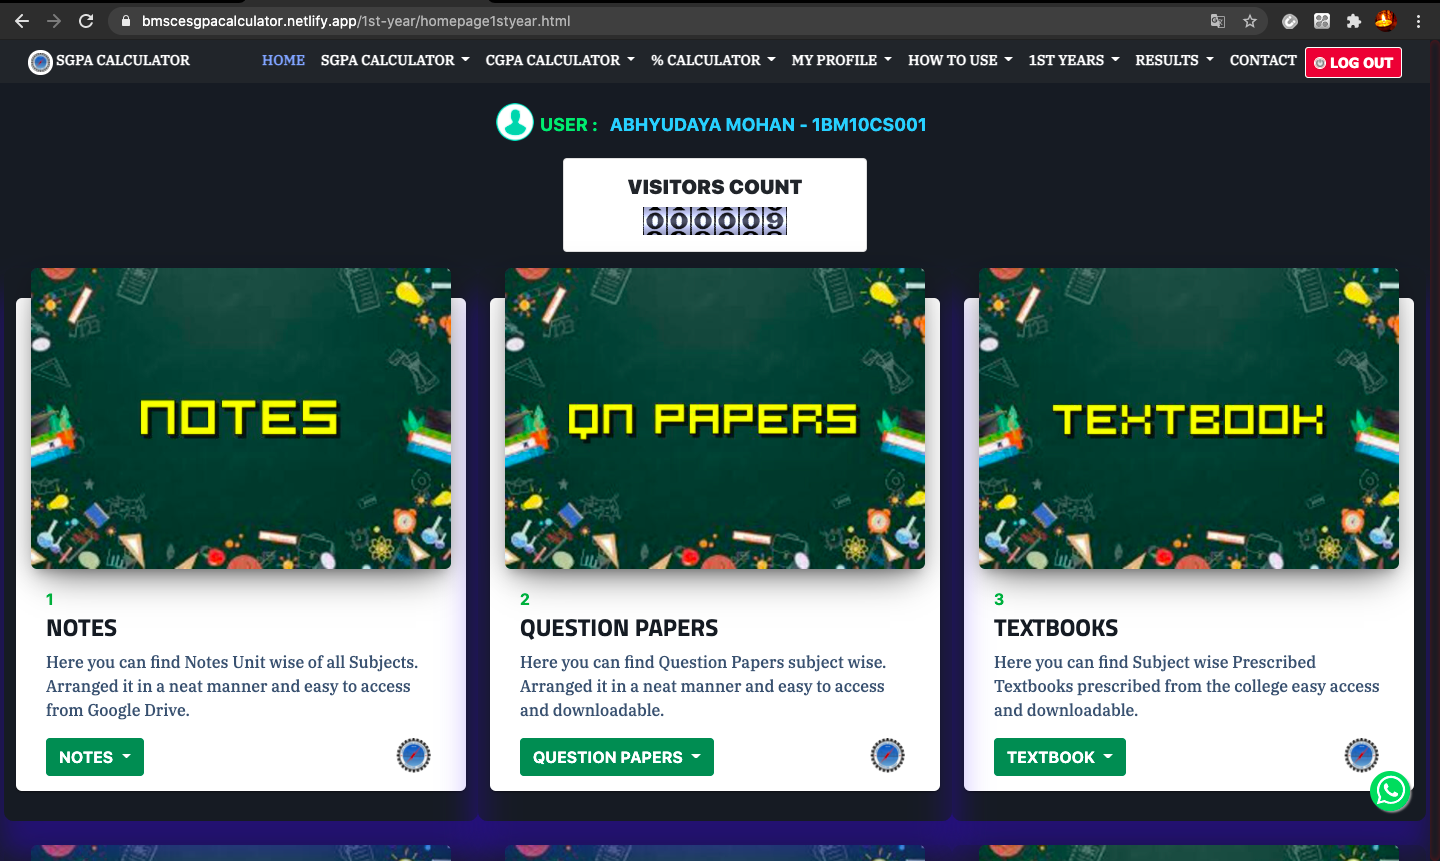 bmscesgpacalculator.netlify.app/1st-year/homepage1styear.html
SGPA CALCULATOR HOME SGPA CALCULATOR CGPA CALCULATOR % CALCULATOR MY PROFILE HOW TO USE 1ST YEARS RESULTS CONTACT LOG OUT
USER : ABHYUDAYA MOHAN - 1BM10CS001
VISITORS COUNT
000009
NOTES
QN PAPERS
TEXTBOOK
1
NOTES
Here you can find Notes Unit wise of all Subjects.
Arranged it in a neat manner and easy to access
from Google Drive.
NOTES
2
QUESTION PAPERS
Here you can find Question Papers subject wise.
Arranged it in a neat manner and easy to access
and downloadable.
QUESTION PAPERS
3
TEXTBOOKS
Here you can find Subject wise Prescribed
Textbooks prescribed from the college easy access
and downloadable.
TEXTBOOK